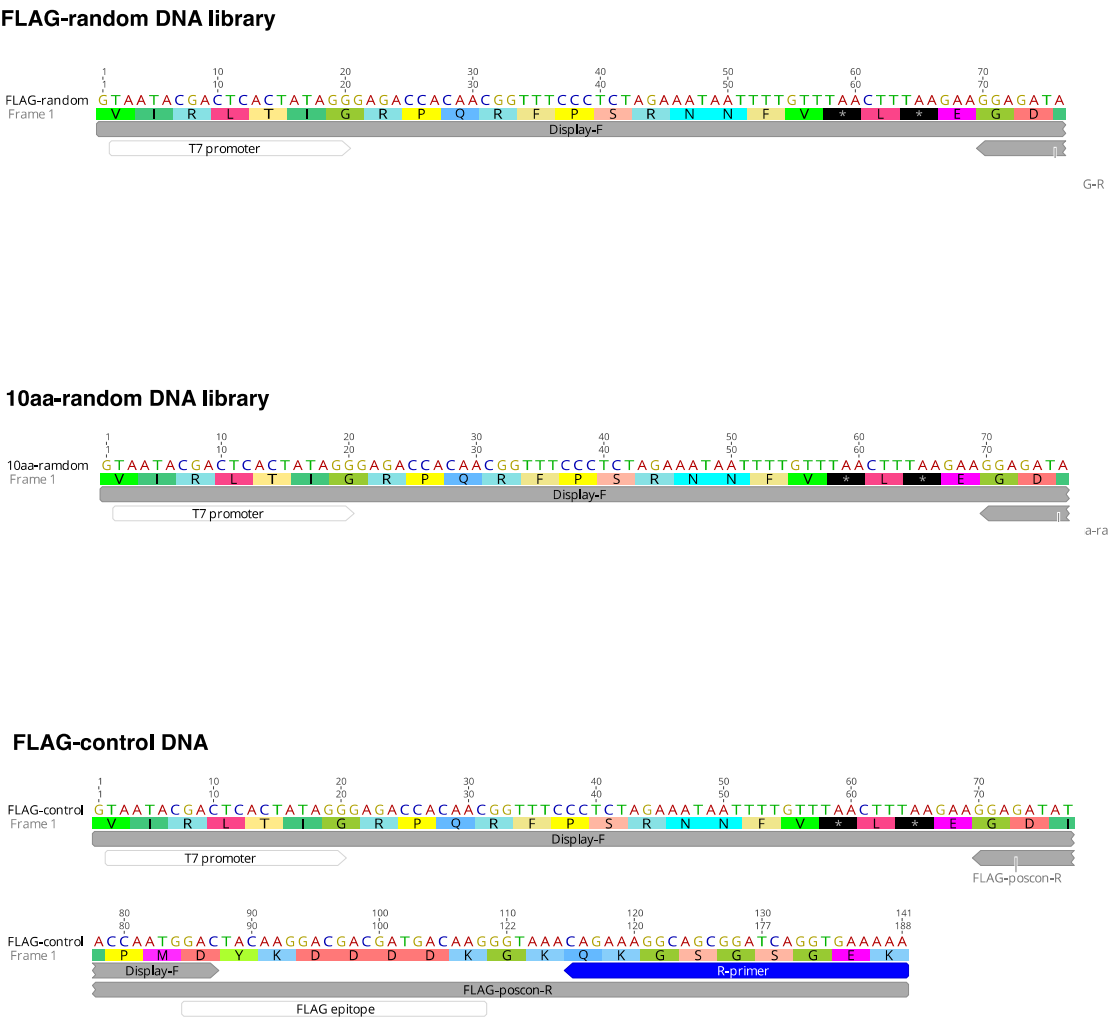 FLAG-random DNA library
1 10 20 30 40 50 60 70
1 10 20 30 40 50 60 70
FLAG-random GTAATACGACTCACTATAGGGAGACCACAACGGTTTCCCTCTAGAAATAATTTTGTTTAACTTTAAGAAGGAGATA
Frame 1 V I R L T I G R P Q R F P S R N N F V * L * E G D
Display-F
T7 promoter
G-R
10aa-random DNA library
1 10 20 30 40 50 60 70
1 10 20 30 40 50 60 70
10aa-ramdom GTAATACGACTCACTATAGGGAGACCACAACGGTTTCCCTCTAGAAATAATTTTGTTTAACTTTAAGAAGGAGATA
Frame 1 V I R L T I G R P Q R F P S R N N F V * L * E G D
Display-F
T7 promoter
a-ra
FLAG-control DNA
1 10 20 30 40 50 60 70
1 10 20 30 40 50 60 70
FLAG-control GTAATACGACTCACTATAGGGAGACCACAACGGTTTCCCTCTAGAAATAATTTTGTTTAACTTTAAGAAGGAGATAT
Frame 1 V I R L T I G R P Q R F P S R N N F V * L * E G D I
Display-F
T7 promoter
FLAG-poscon-R
80 90 100 120 130 141
122 177 188
FLAG-control ACCAATGGACTACAAGGACGACGATGACAAGGGTAAACAGAAAGGCAGCGGATCAGGTGAAAAA
Frame 1 P M D Y K D D D D K G K Q K G S G S G E K
Display-F R-primer
FLAG-poscon-R
FLAG epitope